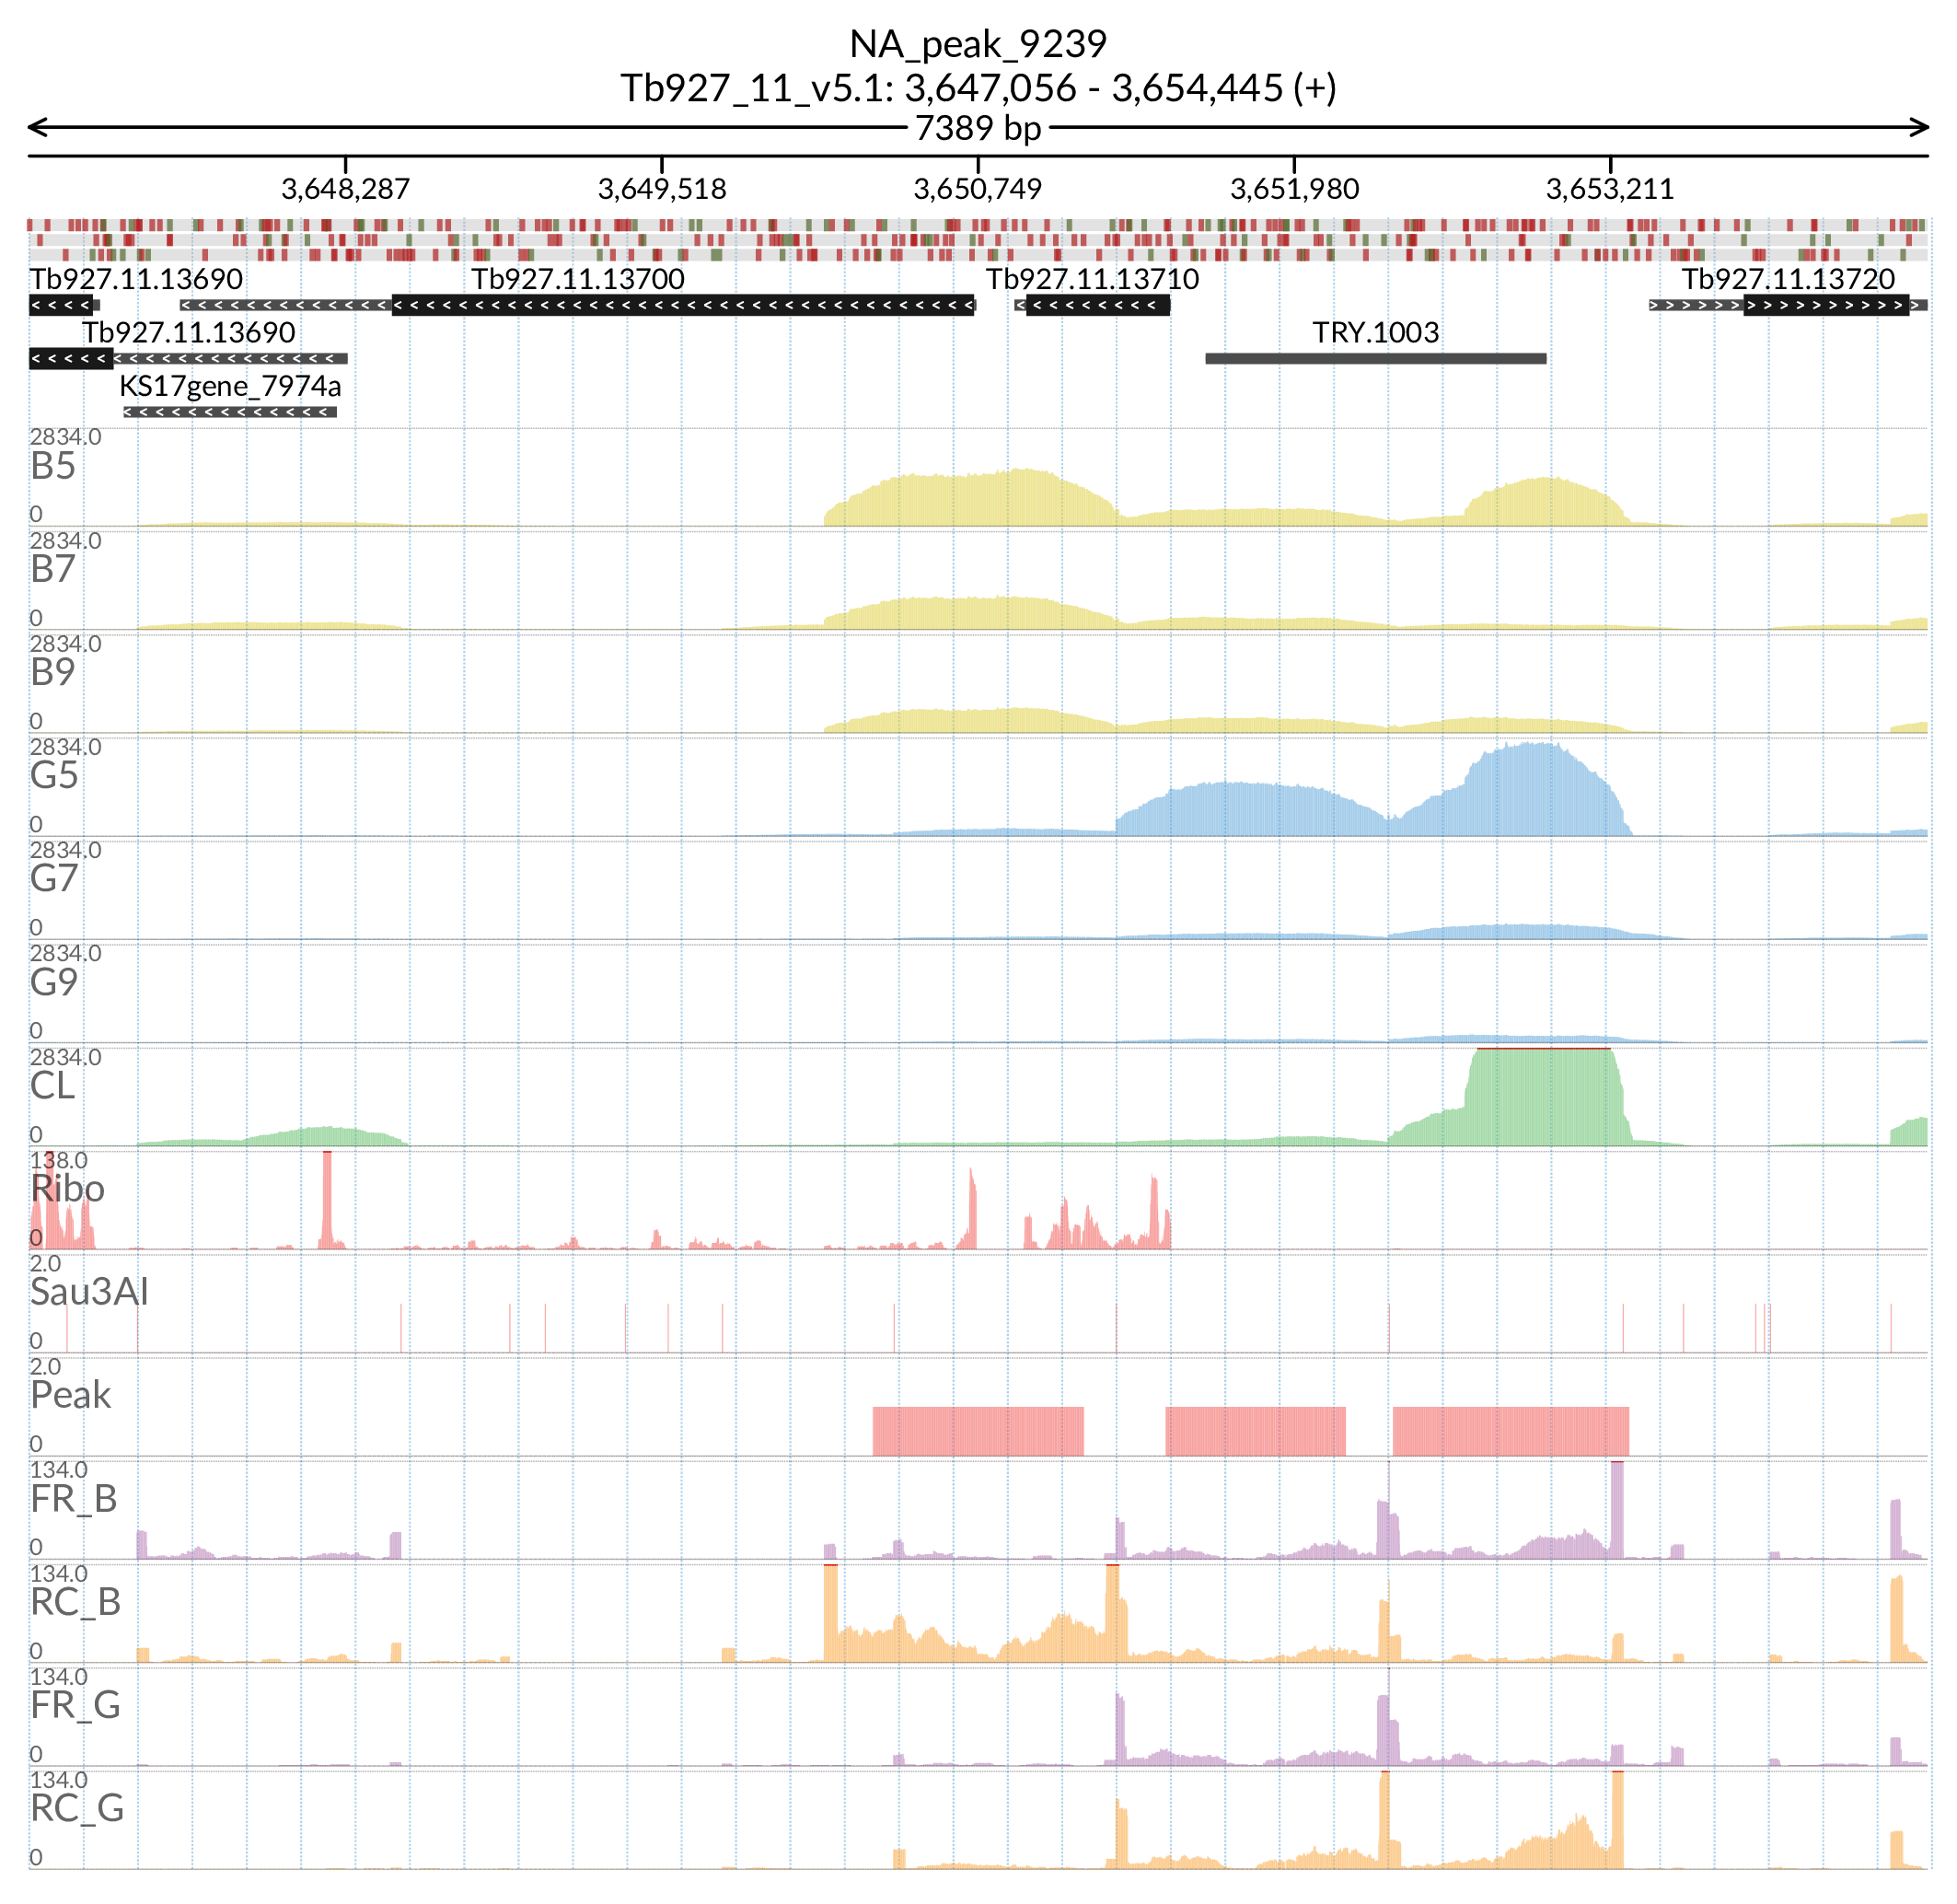 NA_peak_9239
Tb927_11_v5.1: 3,647,056 - 3,654,445 (+)
7389 bp
3,648,287 3,649,518 3,650,749 3,651,980 3,653,211
Tb927.11.13690 Tb927.11.13700 Tb927.11.13710 Tb927.11.13720
Tb927.11.13690 TRY.1003
KS17gene_7974a
2834.0
B5
0
2834.0
B7
0
2834.0
B9
0
2834.0
G5
0
2834.0
G7
0
2834.0
G9
0
2834.0
CL
0
138.0
Ribo
0
2.0
Sau3AI
0
2.0
Peak
0
134.0
FR_B
0
134.0
RC_B
0
134.0
FR_G
0
134.0
RC_G
0